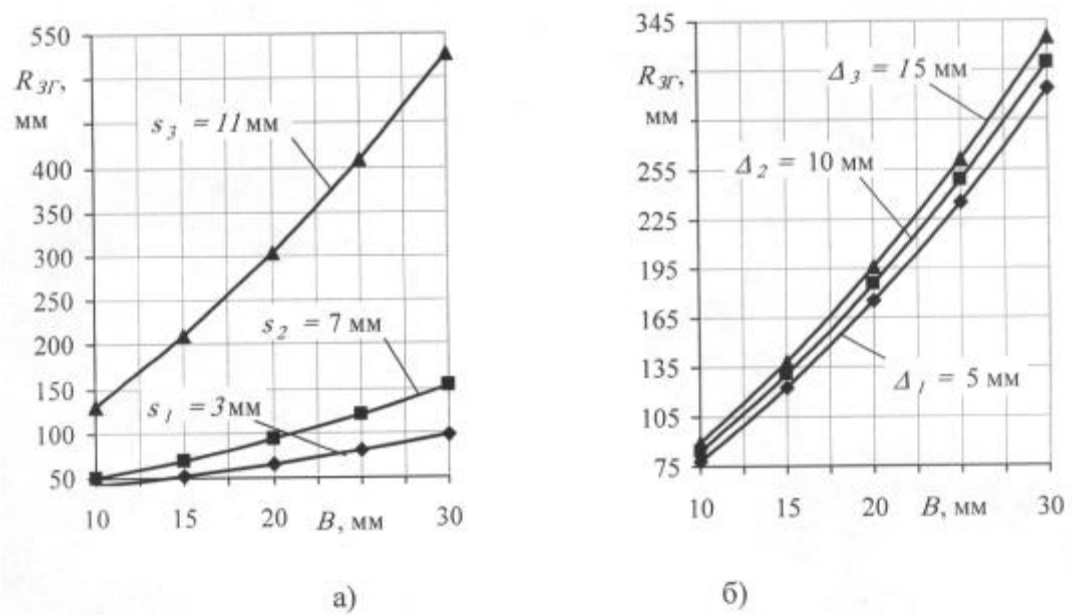 550
R_ЗГ,
мм
400
350
300
250
200
150
100
50
10 15 20 B, мм 30
s_3 = 11 мм
s_2 = 7 мм
s_1 = 3 мм
а)
345
R_ЗГ,
мм
255
225
195
165
135
105
75
10 15 20 B, мм 30
Δ_3 = 15 мм
Δ_2 = 10 мм
Δ_1 = 5 мм
б)